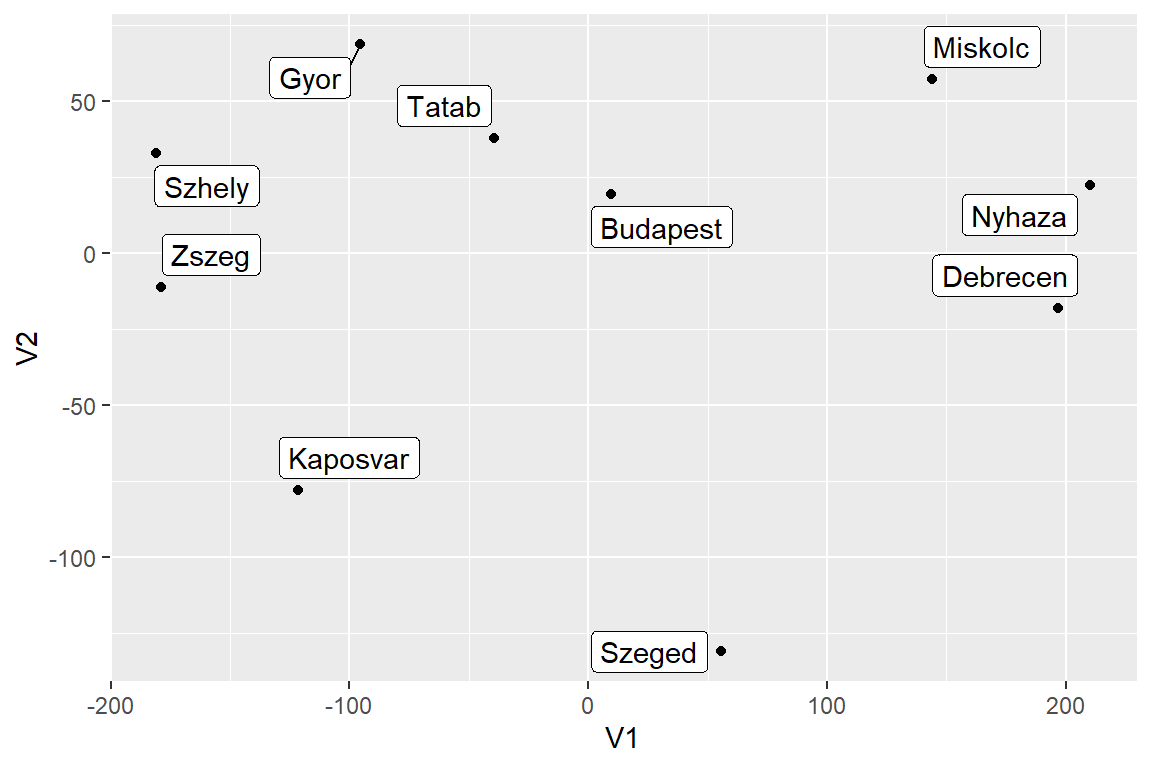 Miskolc
Gyor
Tatab
50
Szhely
Nyhaza
Budapest
Zszeg
0
Debrecen
V2
-50
Kaposvar
-100
Szeged
-200 -100 0 100 200
V1